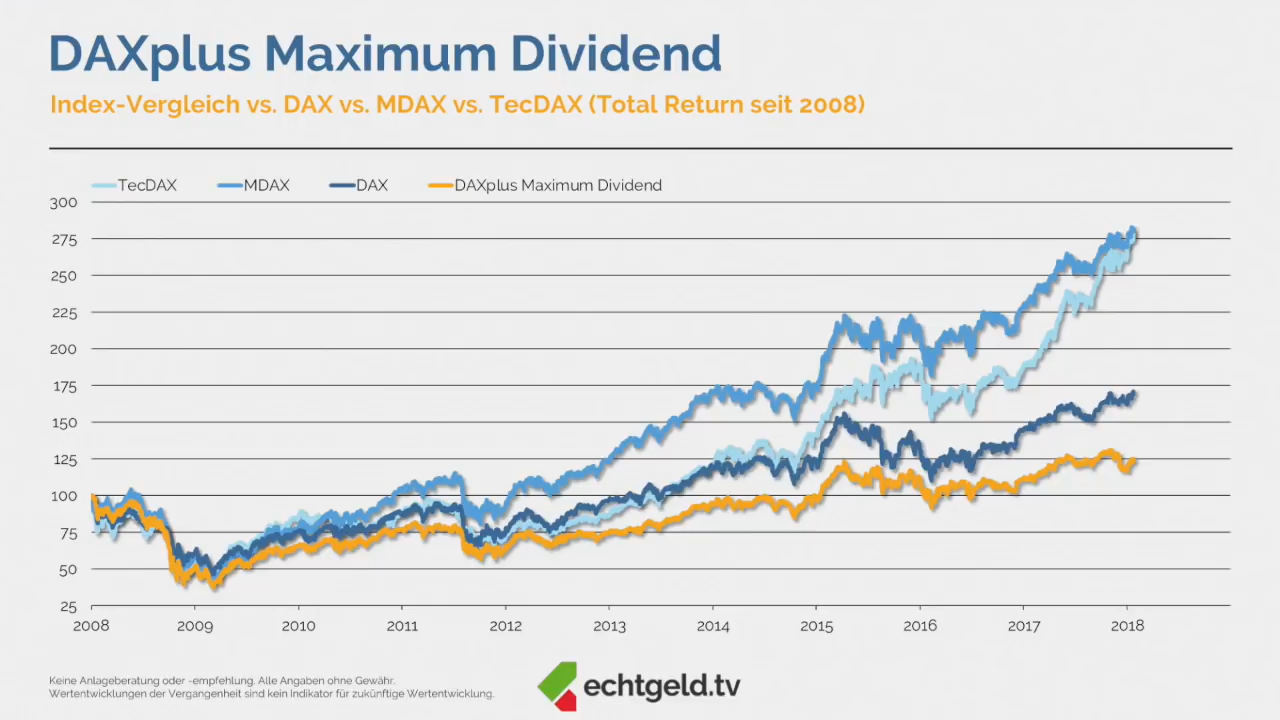 DAXplus Maximum Dividend
Index-Vergleich vs. DAX vs. MDAX vs. TecDAX (Total Return seit 2008)
TecDAX MDAX DAX DAXplus Maximum Dividend
300
275
250
225
200
175
150
125
100
75
50
25
2008 2009 2010 2011 2012 2013 2014 2015 2016 2017 2018
Keine Anlageberatung oder -empfehlung. Alle Angaben ohne Gewähr.
Wertentwicklungen der Vergangenheit sind kein Indikator für zukünftige Wertentwicklung.
echtgeld.tv